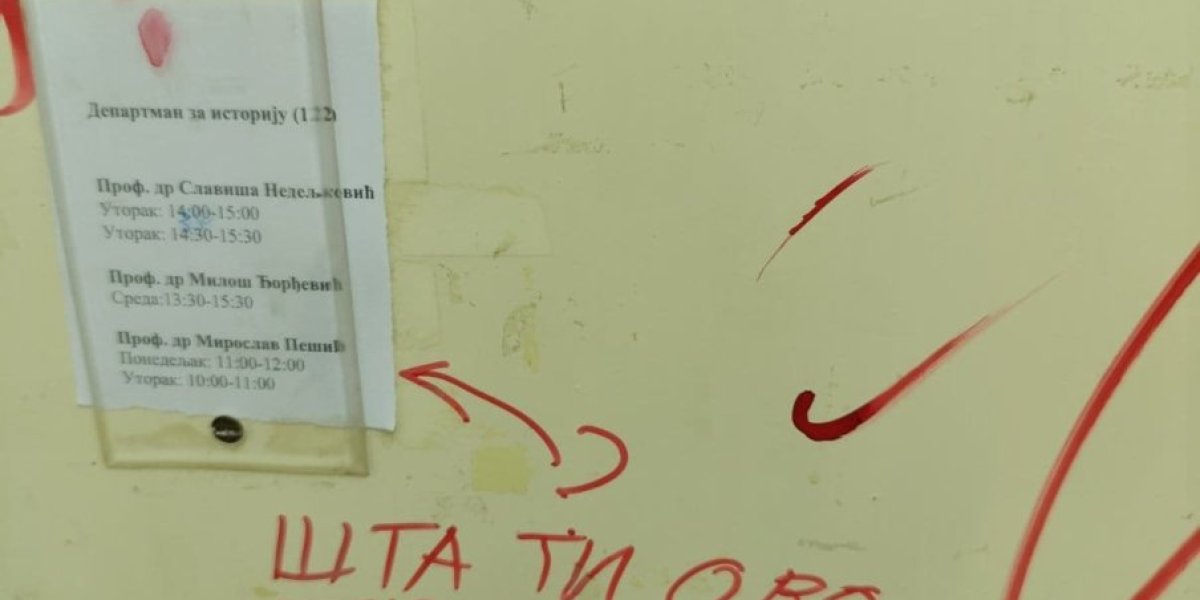 Департман за историју (122)
Проф. др Славиша Недељковић
Уторак: 14:00-15:00
Уторак: 14:30-15:30
Проф. др Милош Ђорђевић
Среда:13:30-15:30
Проф. др Мирослав Пешић
Понедељак: 11:00-12:00
Уторак: 10:00-11:00
ШТА ТИ ОВО